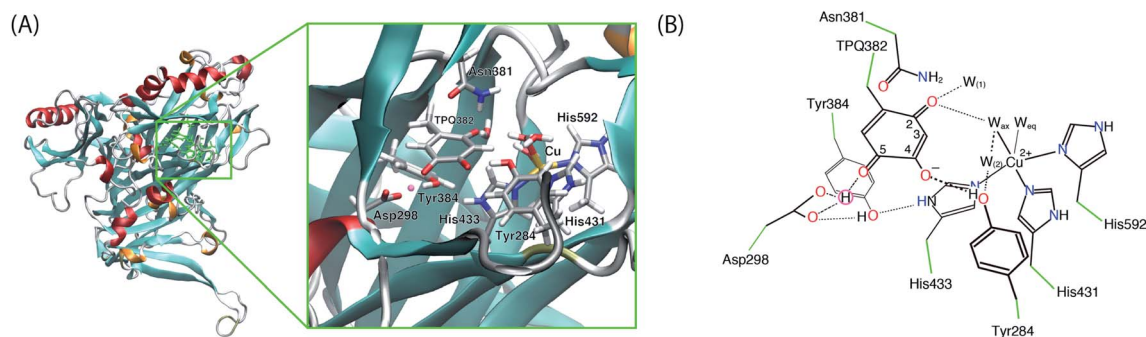 (A)
Asn381
TPQ382
His592
Cu
Tyr384
Asp298
His433
Tyr284
His431
(B)
Asn381
TPQ382
O
NH2
W(1)
Tyr384
O
2
3
5
4
Wax
Weq
NH
W(2)
Cu
2+
N
O
O
–
H
H
O
N
N
O
O
H
HN
NH
His592
Asp298
His433
His431
Tyr284